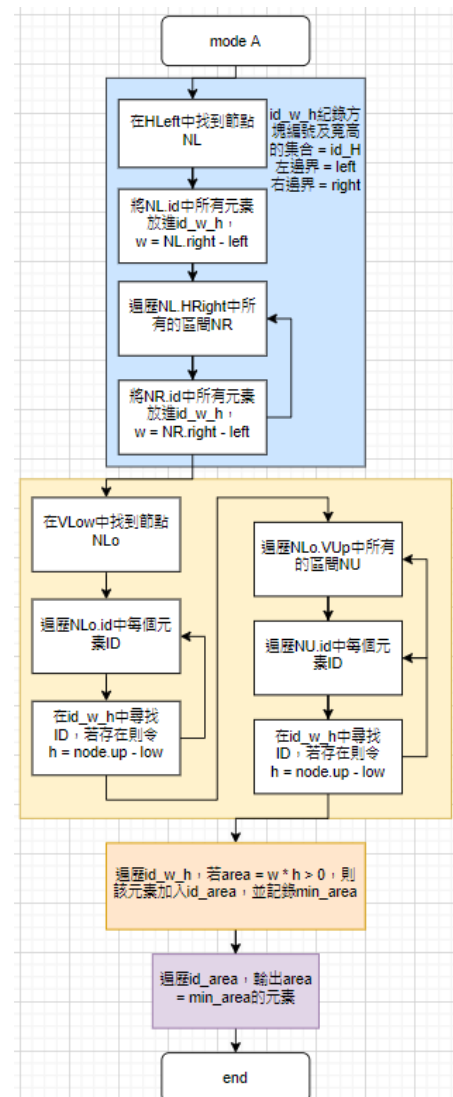 mode A
在HLeft中找到節點
NL
id_w_h紀錄方
塊編號及寬高
的集合 = id_H
左邊界 = left
右邊界 = right
將NL.id中所有元素
放進id_w_h，
w = NL.right - left
遍歷NL.HRight中所
有的區間NR
將NR.id中所有元素
放進id_w_h，
w = NR.right - left
在VLow中找到節點
NLo
遍歷NLo.id中每個元
素ID
在id_w_h中尋找
ID，若存在則令
h = node.up - low
遍歷NLo.VUp中所有
的區間NU
遍歷NU.id中每個元
素ID
在id_w_h中尋找
ID，若存在則令
h = node.up - low
遍歷id_w_h，若area = w * h > 0，則
該元素加入id_area，並記錄min_area
遍歷id_area，輸出area
= min_area的元素
end